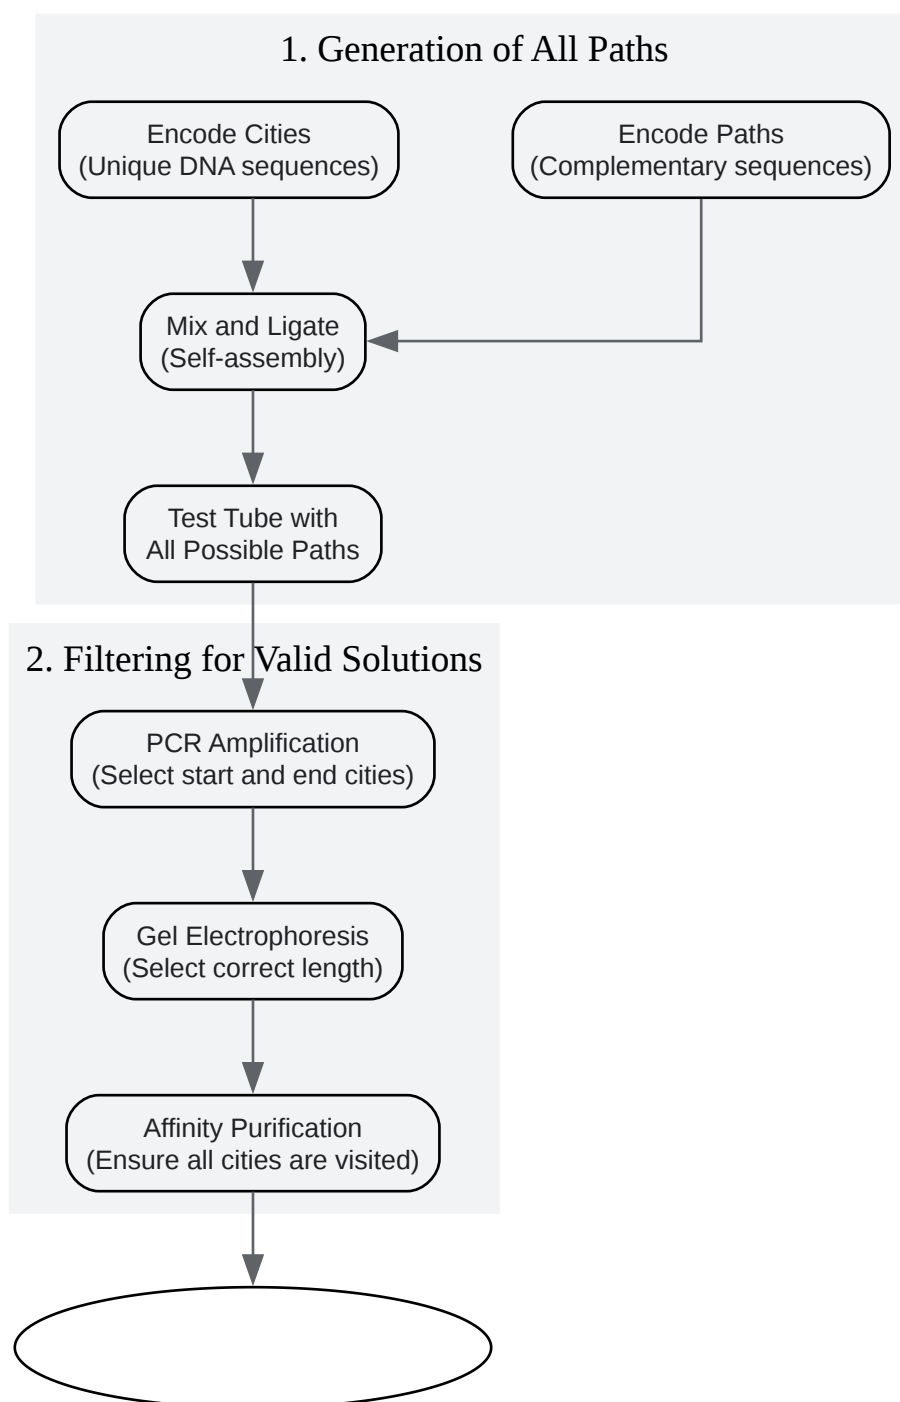 1. Generation of All Paths
Encode Cities
(Unique DNA sequences)
Encode Paths
(Complementary sequences)
Mix and Ligate
(Self-assembly)
Test Tube with
All Possible Paths
2. Filtering for Valid Solutions
PCR Amplification
(Select start and end cities)
Gel Electrophoresis
(Select correct length)
Affinity Purification
(Ensure all cities are visited)